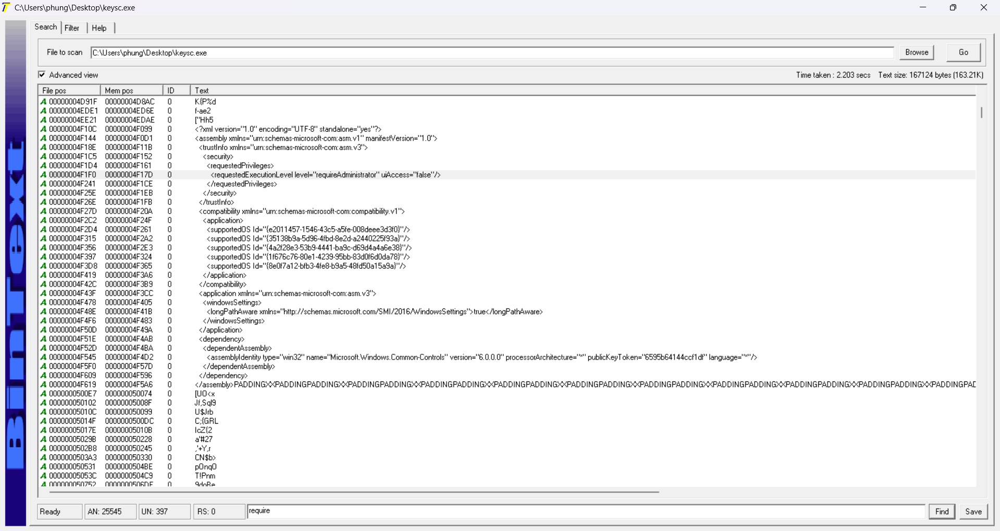 C:\Users\phung\Desktop\keysc.exe
Search Filter Help
File to scan C:\Users\phung\Desktop\keysc.exe Browse Go
Advanced view Time taken : 2.203 secs Text size: 167124 bytes (163.21K)
File pos Mem pos ID Text
A 00000004D91F 00000004D8AC 0 K{P%d
A 00000004EDE1 00000004ED6E 0 f-ae2
A 00000004EE21 00000004EDAE 0 ["Hh5
A 00000004F10C 00000004F099 0 <?xml version="1.0" encoding="UTF-8" standalone="yes"?>
A 00000004F144 00000004F0D1 0 <assembly xmlns="urn:schemas-microsoft-com:asm.v1" manifestVersion="1.0">
A 00000004F18E 00000004F11B 0 <trustInfo xmlns="urn:schemas-microsoft-com:asm.v3">
A 00000004F1C5 00000004F152 0 <security>
A 00000004F1D4 00000004F161 0 <requestedPrivileges>
A 00000004F1F0 00000004F17D 0 <requestedExecutionLevel level="requireAdministrator" uiAccess="false"/>
A 00000004F241 00000004F1CE 0 </requestedPrivileges>
A 00000004F25E 00000004F1EB 0 </security>
A 00000004F26E 00000004F1FB 0 </trustInfo>
A 00000004F27D 00000004F20A 0 <compatibility xmlns="urn:schemas-microsoft-com:compatibility.v1">
A 00000004F2C2 00000004F24F 0 <application>
A 00000004F2D4 00000004F261 0 <supportedOS Id="{e2011457-1546-43c5-a5fe-008deee3d3f0}"/>
A 00000004F315 00000004F2A2 0 <supportedOS Id="{35138b9a-5d96-4fbd-8e2d-a2440225f93a}"/>
A 00000004F356 00000004F2E3 0 <supportedOS Id="{4a2f28e3-53b9-4441-ba9c-d69d4a4a6e38}"/>
A 00000004F397 00000004F324 0 <supportedOS Id="{1f676c76-80e1-4239-95bb-83d0f6d0da78}"/>
A 00000004F3D8 00000004F365 0 <supportedOS Id="{8e0f7a12-bfb3-4fe8-b9a5-48fd50a15a9a}"/>
A 00000004F419 00000004F3A6 0 </application>
A 00000004F42C 00000004F3B9 0 </compatibility>
A 00000004F43F 00000004F3CC 0 <application xmlns="urn:schemas-microsoft-com:asm.v3">
A 00000004F478 00000004F405 0 <windowsSettings>
A 00000004F48E 00000004F41B 0 <longPathAware xmlns="http://schemas.microsoft.com/SMI/2016/WindowsSettings">true</longPathAware>
A 00000004F4F6 00000004F483 0 </windowsSettings>
A 00000004F50D 00000004F49A 0 </application>
A 00000004F51E 00000004F4AB 0 <dependency>
A 00000004F52D 00000004F4BA 0 <dependentAssembly>
A 00000004F545 00000004F4D2 0 <assemblyIdentity type="win32" name="Microsoft.Windows.Common-Controls" version="6.0.0.0" processorArchitecture="*" publicKeyToken="6595b64144ccf1df" language="*"/>
A 00000004F5F0 00000004F57D 0 </dependentAssembly>
A 00000004F609 00000004F596 0 </dependency>
A 00000004F619 00000004F5A6 0 </assembly>PADDINGXXPADDINGPADDINGXXPADDINGPADDINGXXPADDINGPADDINGXXPADDINGPADDINGXXPADDINGPADDINGXXPADDINGPADDINGXXPADDINGPADDINGXXPADDINGPADDINGXXPADDINGPADDINGXXPADDINGPAD
A 0000000500E7 000000050074 0 [UO<x
A 000000050102 00000005008F 0 Jf,Sql9
A 00000005010C 000000050099 0 U$Jrb
A 00000005014F 0000000500DC 0 C;{GRL
A 00000005017E 00000005010B 0 IcZ{2
A 00000005029B 000000050228 0 a'#27
A 0000000502B8 000000050245 0 ,'+Y,r
A 0000000503A3 000000050330 0 CN$b>
A 000000050531 0000000504BE 0 pOnqO
A 00000005053C 0000000504C9 0 T!Pnm
A 000000050752 0000000506DF 0 9doBe
BinText
Ready AN: 25545 UN: 397 RS: 0 require Find Save